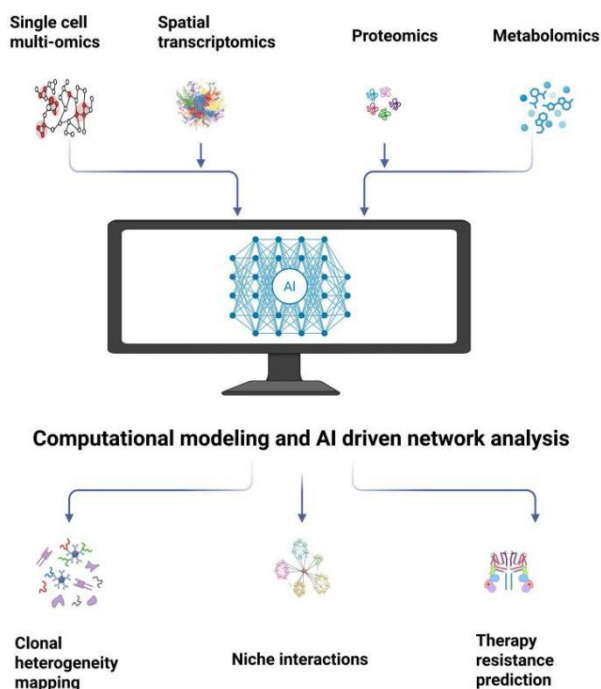 Single cell
multi-omics
Spatial
transcriptomics
Proteomics
Metabolomics
AI
Computational modeling and AI driven network analysis
Clonal
heterogeneity
mapping
Niche interactions
Therapy
resistance
prediction